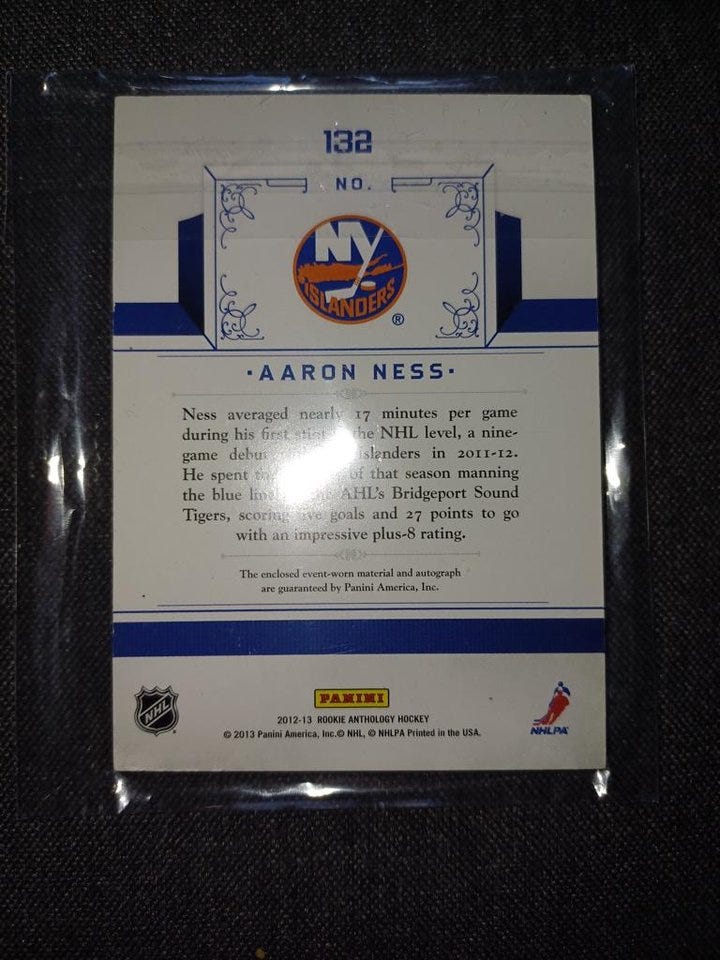 132
NO.
NY
ISLANDERS
®
·AARON NESS·
Ness averaged nearly 17 minutes per game
during his first the NHL level, a nine-
game Islanders in 2011-12.
He spent of that season manning
the blue AHL's Bridgeport Sound
Tigers, scoring goals and 27 points to go
with an impressive plus-8 rating.
The enclosed event-worn material and autograph
are guaranteed by Panini America, Inc.
NHL
PANINI
NHLPA
2012-13 ROOKIE ANTHOLOGY HOCKEY
© 2013 Panini America, Inc.© NHL, © NHLPA Printed in the USA.